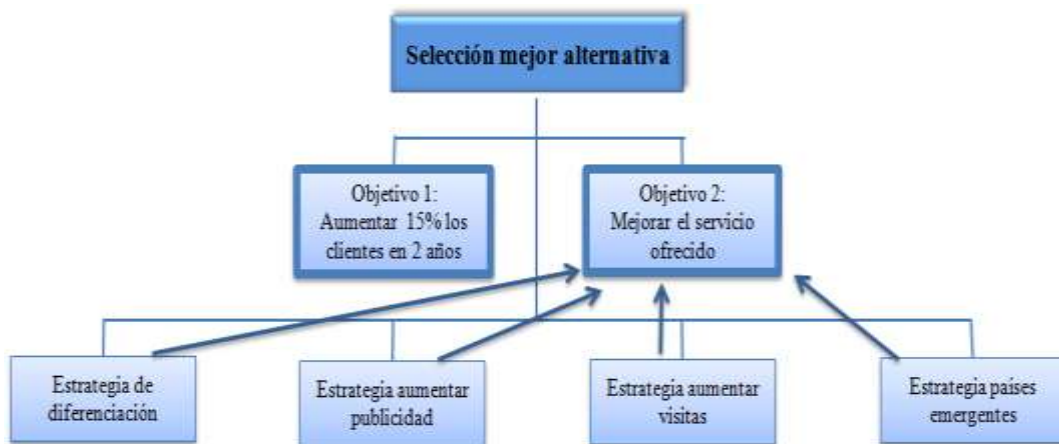 Selección mejor alternativa
Objetivo 1:
Aumentar 15% los
clientes en 2 años
Objetivo 2:
Mejorar el servicio
ofrecido
Estrategia de
diferenciación
Estrategia aumentar
publicidad
Estrategia aumentar
visitas
Estrategia países
emergentes